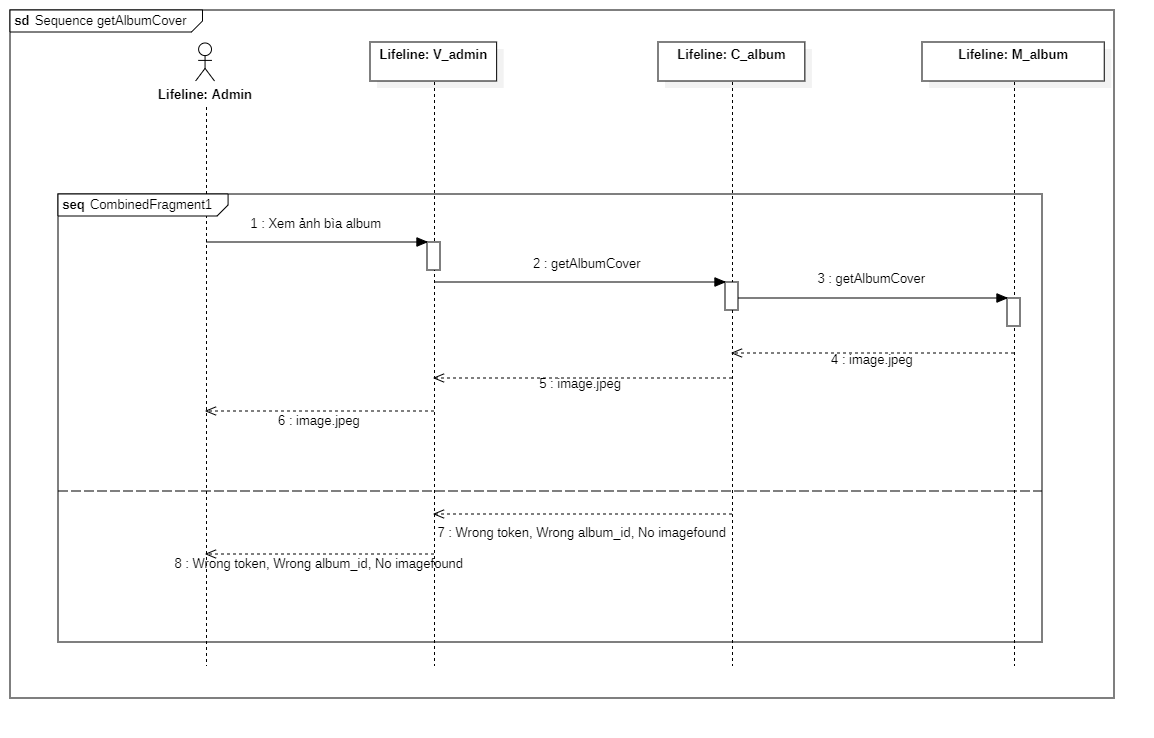 sd Sequence getAlbumCover
Lifeline: Admin
Lifeline: V_admin
Lifeline: C_album
Lifeline: M_album
seq CombinedFragment1
1 : Xem ảnh bìa album
2 : getAlbumCover
3 : getAlbumCover
4 : image.jpeg
5 : image.jpeg
6 : image.jpeg
7 : Wrong token, Wrong album_id, No imagefound
8 : Wrong token, Wrong album_id, No imagefound